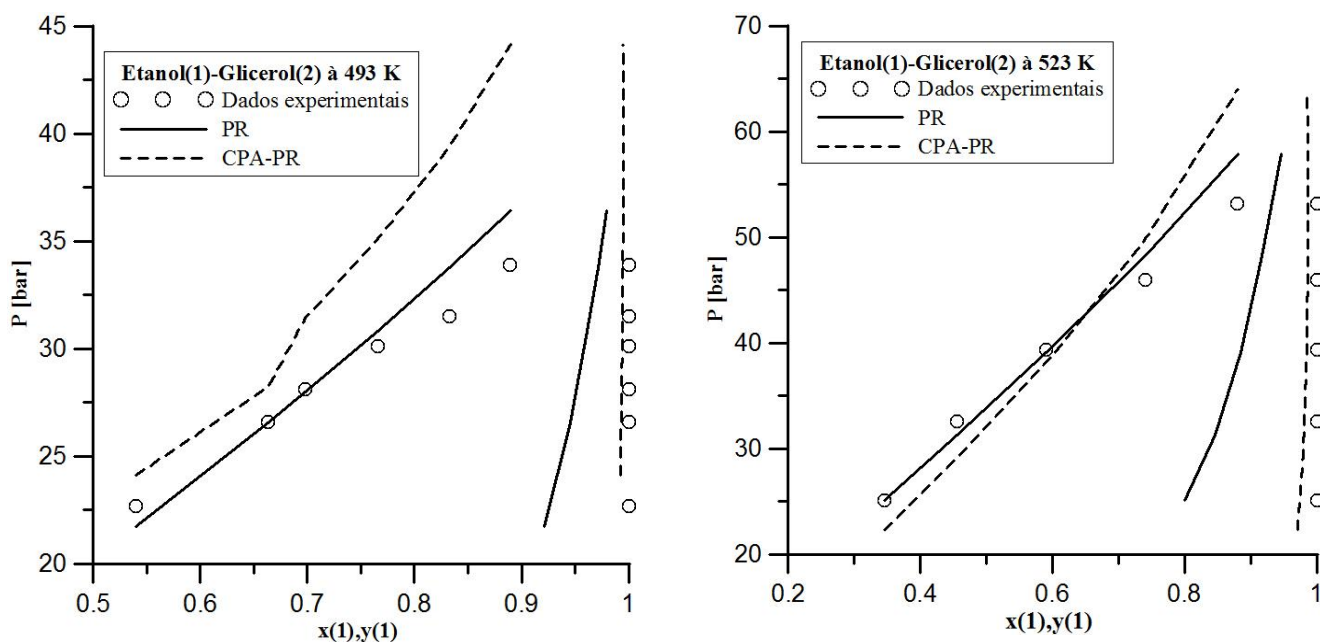 45
40
35
30
25
20
P [bar]
Etanol(1)-Glicerol(2) à 493 K
Dados experimentais
PR
CPA-PR
0.5
0.6
0.7
0.8
0.9
1
x(1),y(1)
70
60
50
40
30
20
P [bar]
Etanol(1)-Glicerol(2) à 523 K
Dados experimentais
PR
CPA-PR
0.2
0.4
0.6
0.8
1
x(1),y(1)